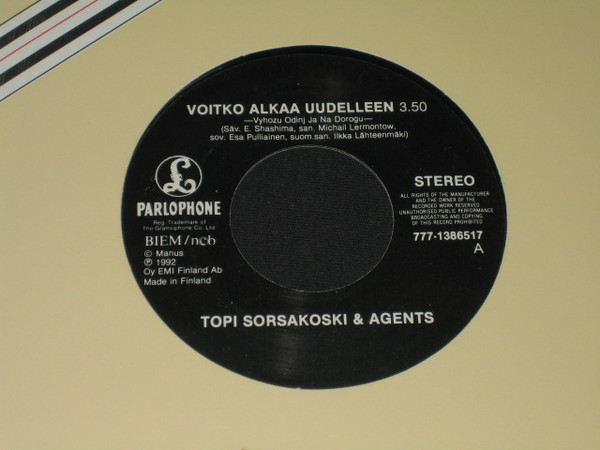 VOITKO ALKAA UUDELLEEN 3.50
—Vyhozu Odinj Ja Na Dorogu—
(Säv. E. Shashima, san. Michail Lermontow,
sov. Esa Pulliainen, suom.san. Ilkka Lähteenmäki)
£
PARLOPHONE
Reg. Trademark of
The Gramophone Co. Ltd
BIEM/ncb
© Manus
℗ 1992
Oy EMI Finland Ab
Made in Finland
STEREO
ALL RIGHTS OF THE MANUFACTURER
AND THE OWNER OF THE
RECORDED WORK RESERVED
UNAUTHORISED PUBLIC PERFORMANCE
BROADCASTING AND COPYING
OF THIS RECORD PROHIBITED
777-1386517
A
TOPI SORSAKOSKI & AGENTS